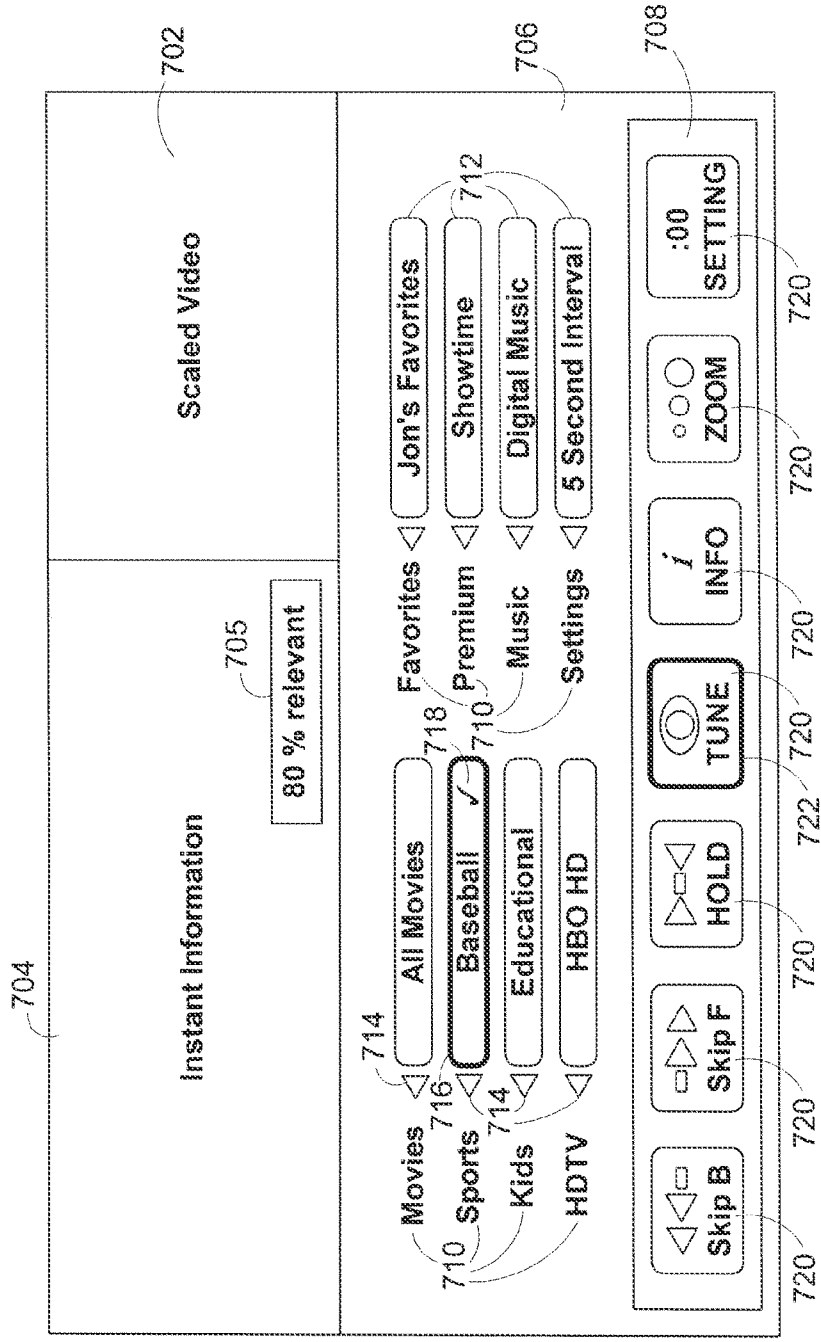 704
Instant Information
705
80 % relevant
Scaled Video
702
710
Movies
714
All Movies
716
Sports
Baseball ✓
718
714
Kids
Educational
HDTV
HBO HD
710
Favorites
Jon's Favorites
712
Premium
Showtime
Music
Digital Music
Settings
5 Second Interval
706
Skip B
720
Skip F
720
HOLD
720
TUNE
722
720
i
INFO
720
ZOOM
720
:00
SETTING
720
708